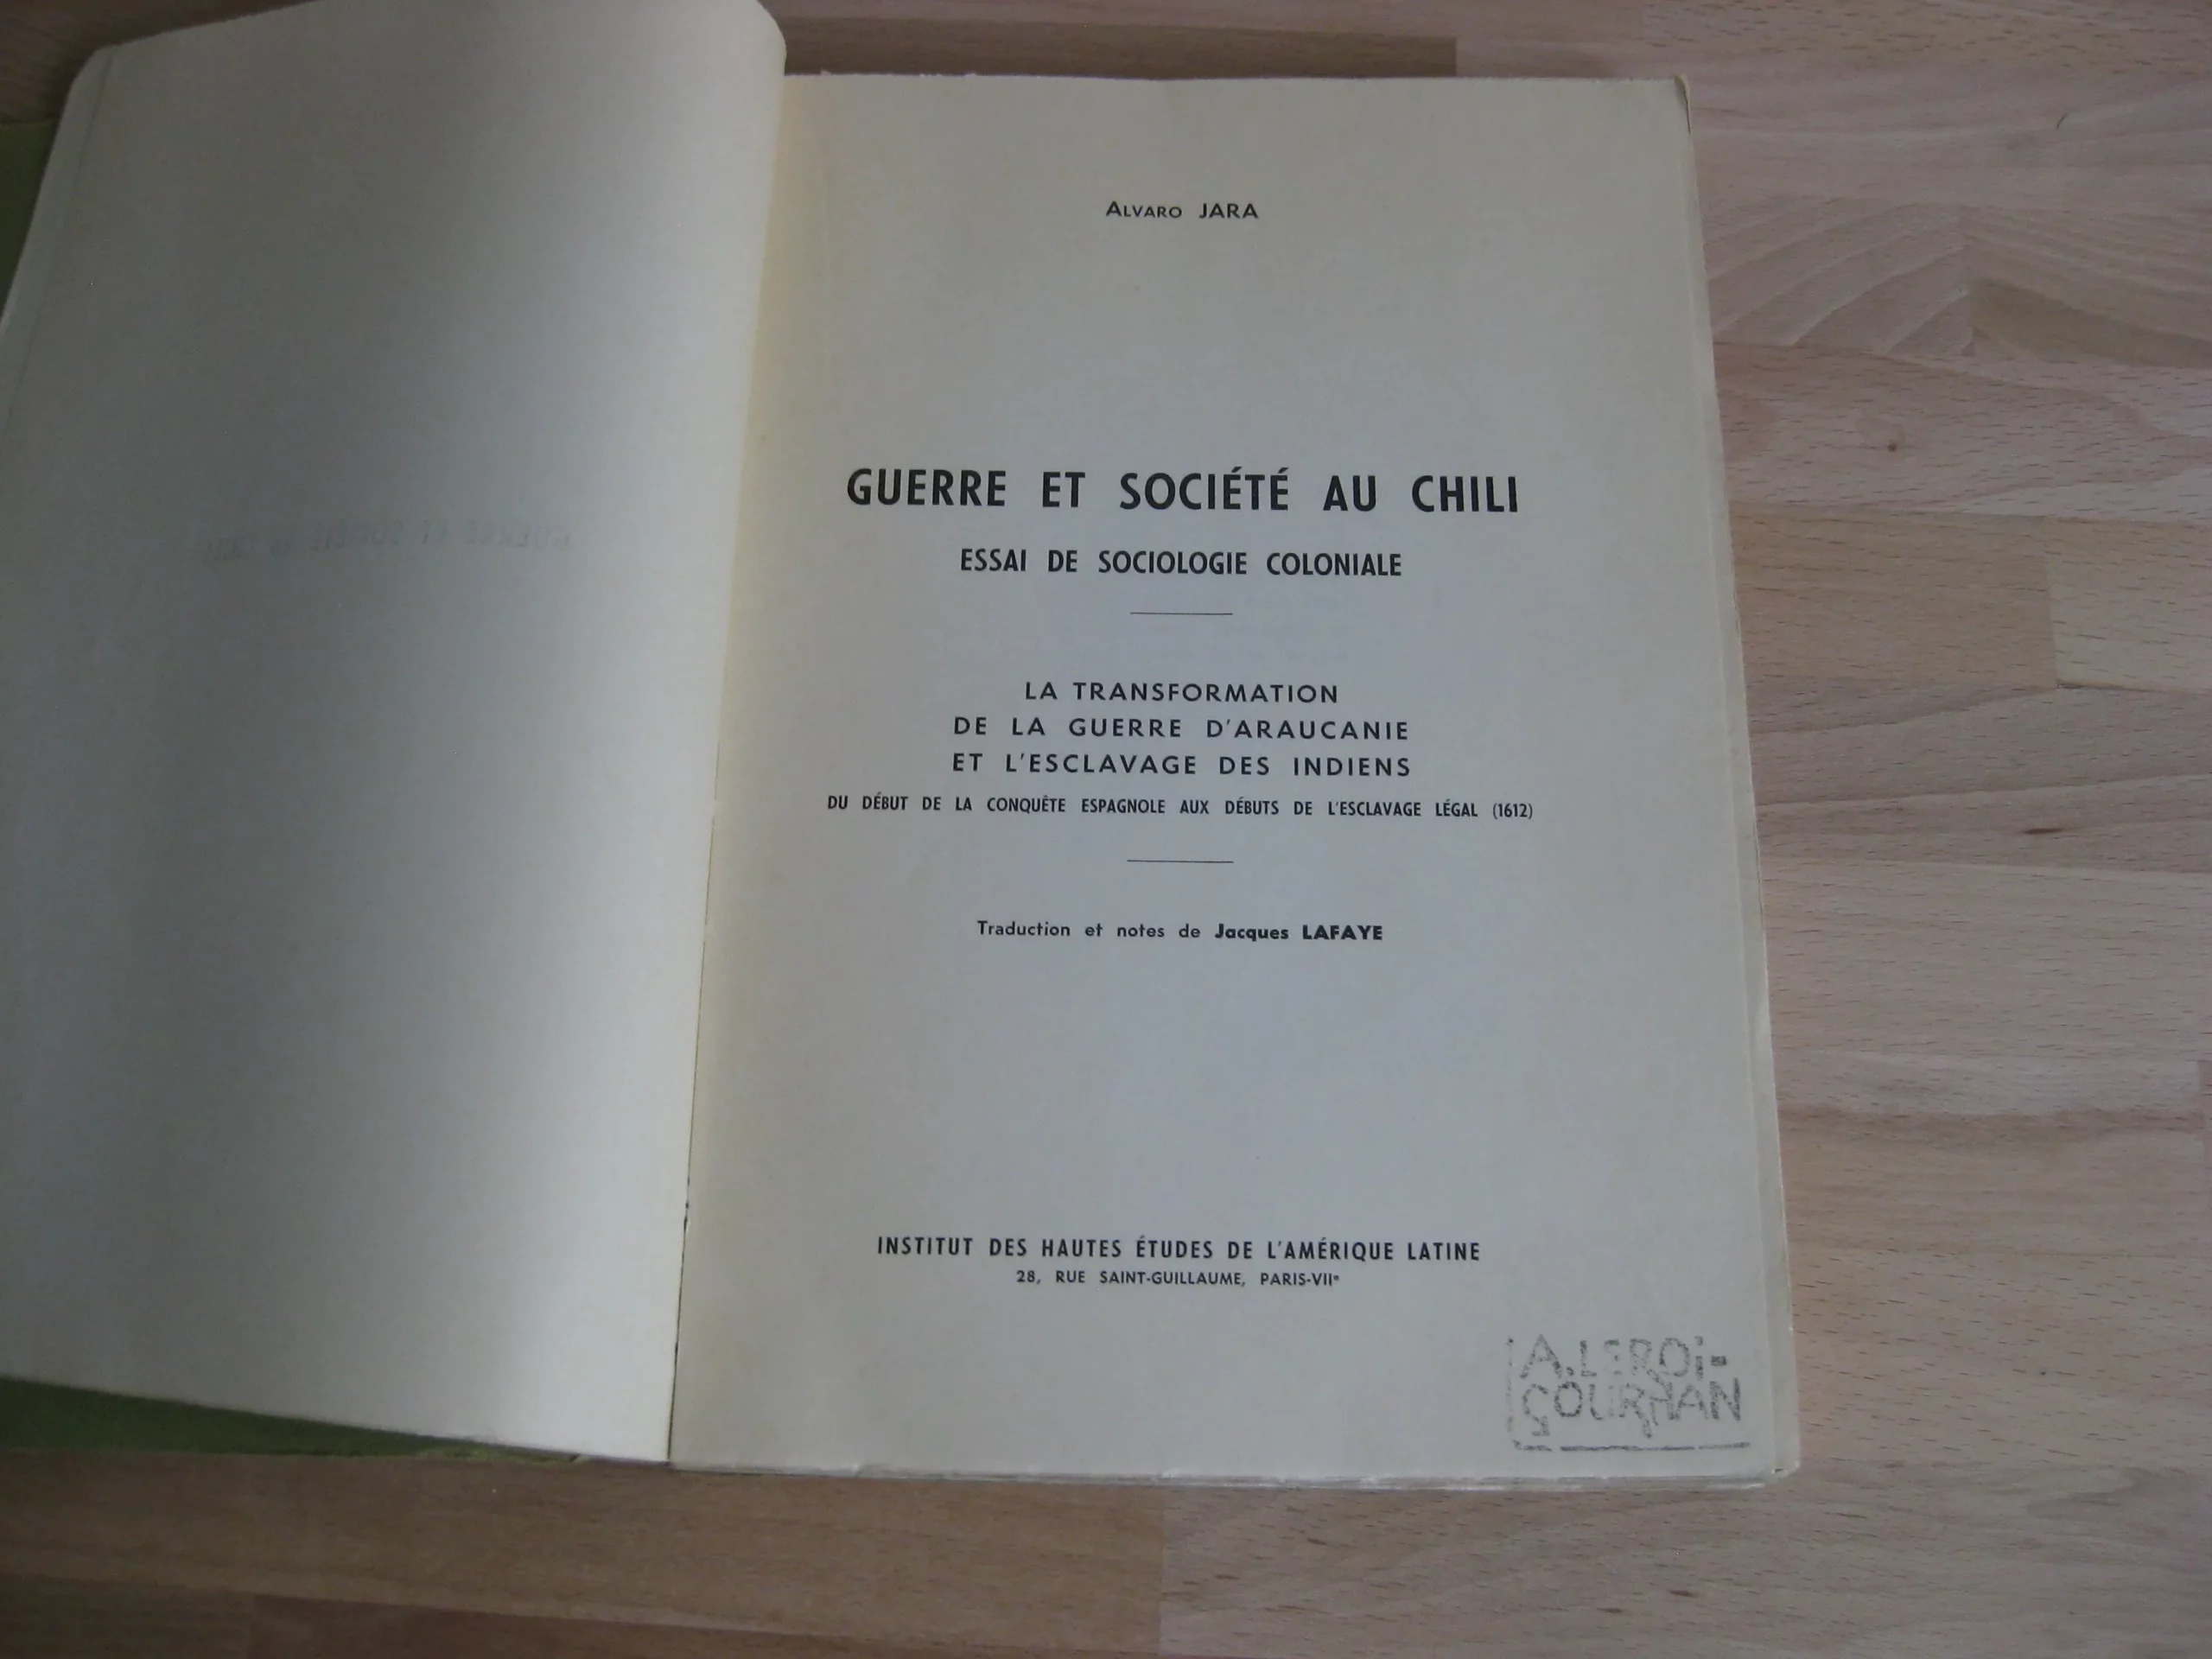 ALVARO JARA
GUERRE ET SOCIÉTÉ AU CHILI
ESSAI DE SOCIOLOGIE COLONIALE
LA TRANSFORMATION
DE LA GUERRE D'ARAUCANIE
ET L'ESCLAVAGE DES INDIENS
DU DÉBUT DE LA CONQUÊTE ESPAGNOLE AUX DÉBUTS DE L'ESCLAVAGE LÉGAL (1612)
Traduction et notes de Jacques LAFAYE
INSTITUT DES HAUTES ÉTUDES DE L'AMÉRIQUE LATINE
28, RUE SAINT-GUILLAUME, PARIS-VIIe
A. LEROi-
GOURHAN